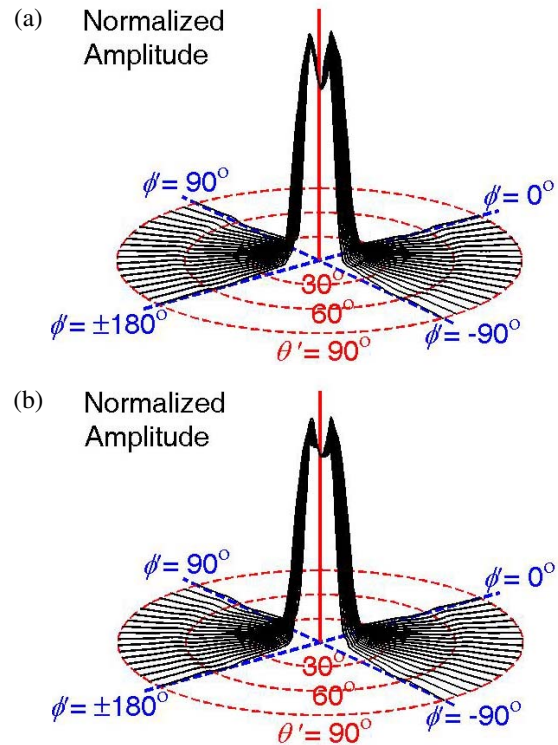 (a)
Normalized
Amplitude
ϕ' = 90°
ϕ' = 0°
30°
60°
ϕ' = ±180°
ϕ' = -90°
θ' = 90°
(b)
Normalized
Amplitude
ϕ' = 90°
ϕ' = 0°
30°
60°
ϕ' = ±180°
ϕ' = -90°
θ' = 90°